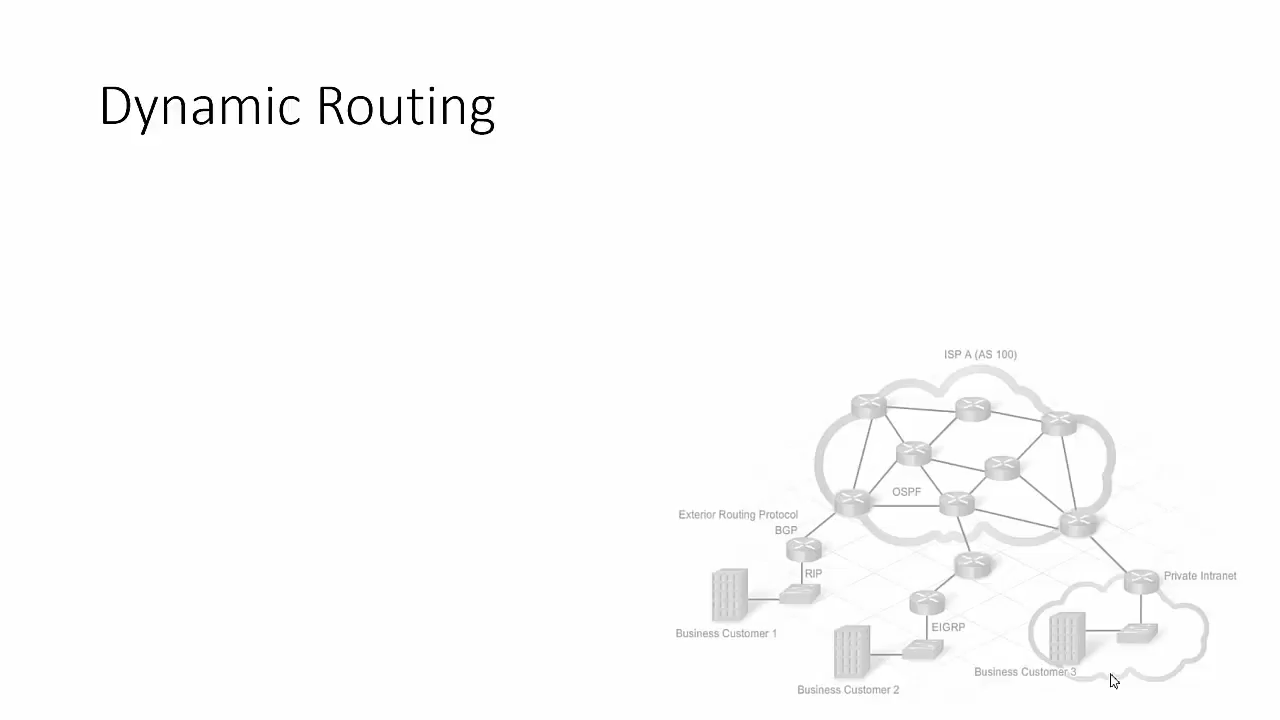 Dynamic Routing
ISP A (AS 100)
OSPF
Exterior Routing Protocol
BGP
RIP
Private Intranet
Business Customer 1
EIGRP
Business Customer 3
Business Customer 2